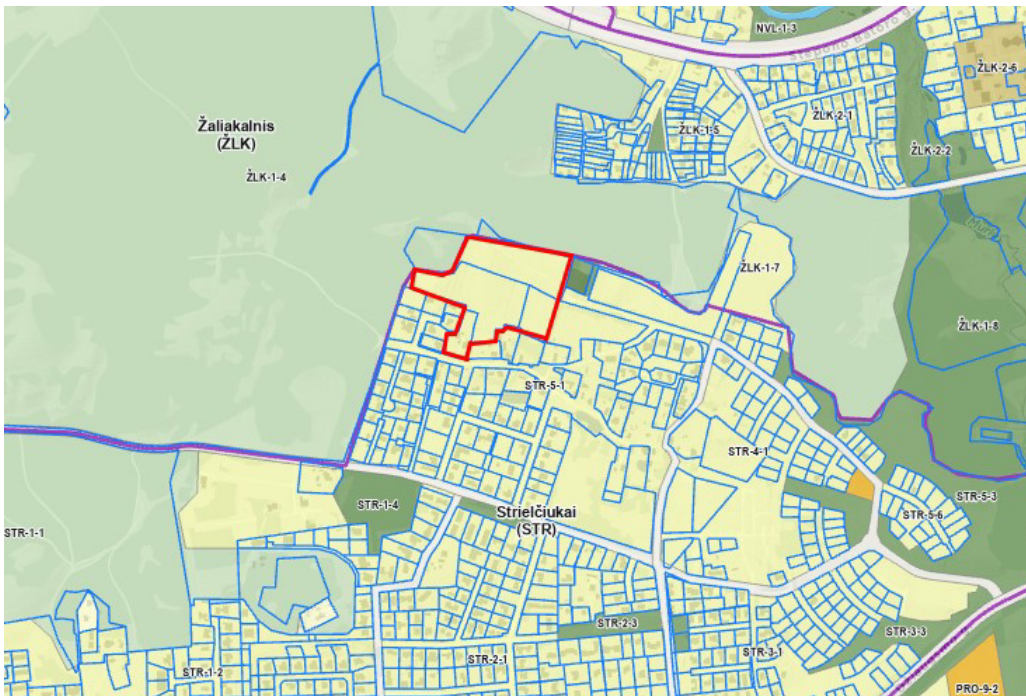 NVL-1-3
Stepono Batoro g.
ŽLK-2-6
Žaliakalnis
(ŽLK)
ŽLK-1-5
ŽLK-2-1
ŽLK-2-2
ŽLK-1-4
ŽLK-1-7
ŽLK-1-8
STR-5-1
STR-4-1
STR-5-3
STR-1-4
Strielčiukai
(STR)
STR-5-6
STR-1-1
STR-2-3
STR-3-3
STR-1-2
STR-2-1
STR-3-1
PRO-9-2